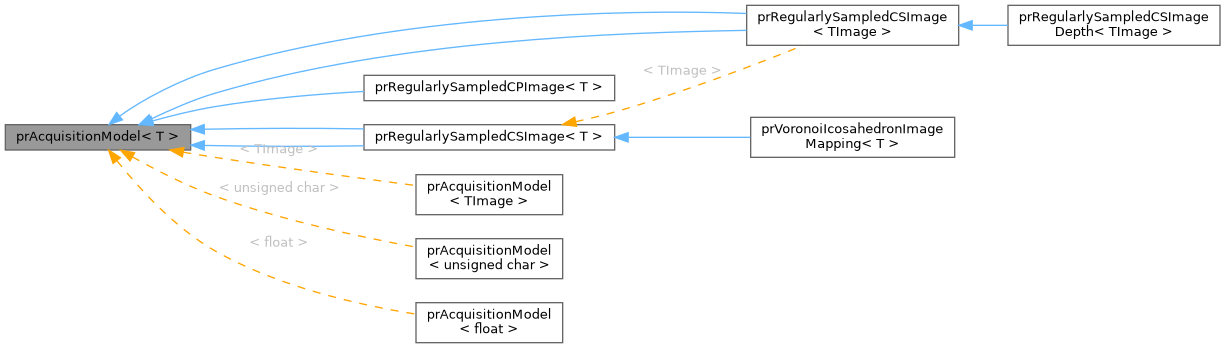 prRegularlySampledCSImage
< TImage >
prRegularlySampledCSImage
Depth< TImage >
< TImage >
prRegularlySampledCPImage< T >
prAcquisitionModel< T >
prRegularlySampledCSImage< T >
prVoronoiIcosahedronImage
Mapping< T >
< TImage >
prAcquisitionModel
< TImage >
< unsigned char >
prAcquisitionModel
< unsigned char >
< float >
prAcquisitionModel
< float >